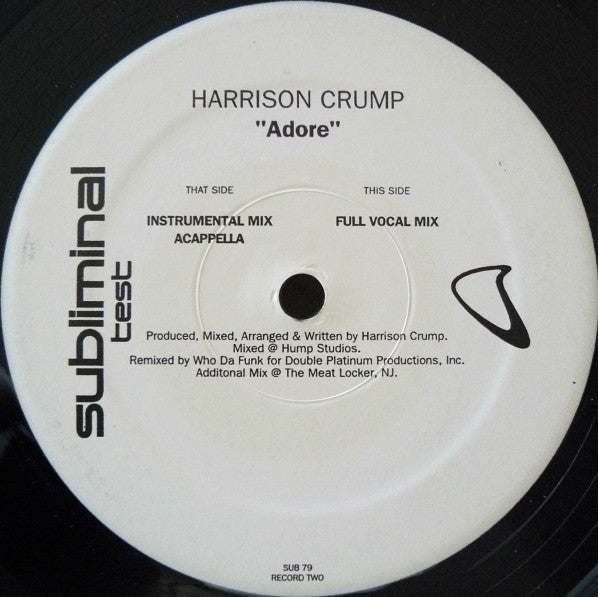 HARRISON CRUMP
"Adore"
THAT SIDE
INSTRUMENTAL MIX
ACAPPELLA
THIS SIDE
FULL VOCAL MIX
subliminal
test
Produced, Mixed, Arranged & Written by Harrison Crump.
Mixed @ Hump Studios.
Remixed by Who Da Funk for Double Platinum Productions, Inc.
Additonal Mix @ The Meat Locker, NJ.
SUB 79
RECORD TWO